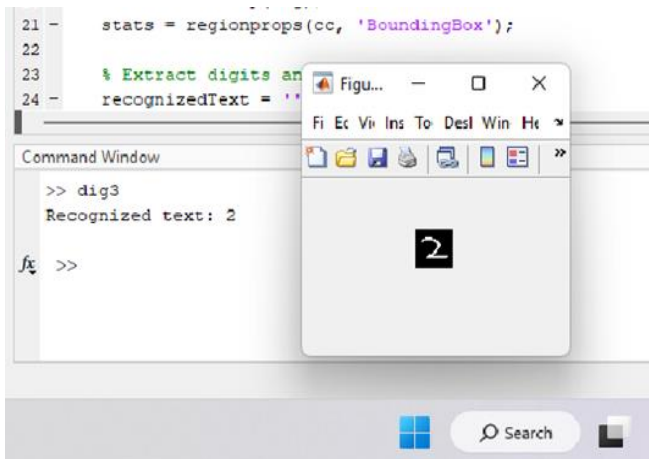 21 - stats = regionprops(cc, 'BoundingBox');
22
23 % Extract digits an
24 - recognizedText = ''
Figu...
Fi Ec Vi Ins To Desl Win He
Command Window
>> dig3
Recognized text: 2
fx >>
2
Search